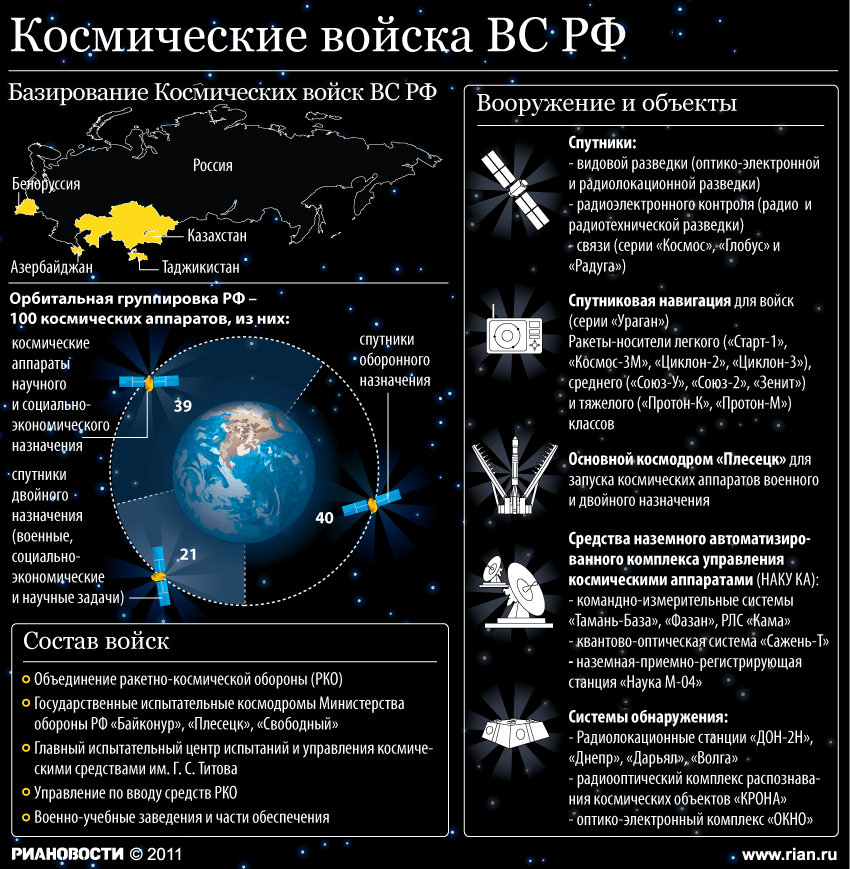 Космические войска ВС РФ
Базирование Космических войск ВС РФ
Россия
Белоруссия
Казахстан
Азербайджан
Таджикистан
Орбитальная группировка РФ –
100 космических аппаратов, из них:
космические
аппараты
научного
и социально-
экономического
назначения
39
спутники
оборонного
назначения
40
спутники
двойного
назначения
(военные,
социально-
экономические
и научные задачи)
21
Состав войск
Объединение ракетно-космической обороны (РКО)
Государственные испытательные космодромы Министерства
обороны РФ «Байконур», «Плесецк», «Свободный»
Главный испытательный центр испытаний и управления космиче-
скими средствами им. Г. С. Титова
Управление по вводу средств РКО
Военно-учебные заведения и части обеспечения
Вооружение и объекты
Спутники:
- видовой разведки (оптико-электронной
и радиолокационной разведки)
- радиоэлектронного контроля (радио и
радиотехнической разведки)
- связи (серии «Космос», «Глобус» и
«Радуга»)
Спутниковая навигация для войск
(серии «Ураган»)
Ракеты-носители легкого («Старт-1»,
«Космос-3М», «Циклон-2», «Циклон-3»),
среднего («Союз-У», «Союз-2», «Зенит»)
и тяжелого («Протон-К», «Протон-М»)
классов
Основной космодром «Плесецк» для
запуска космических аппаратов военного
и двойного назначения
Средства наземного автоматизиро-
ванного комплекса управления
космическими аппаратами (НАКУ КА):
- командно-измерительные системы
«Тамань-База», «Фазан», РЛС «Кама»
- квантово-оптическая система «Сажень-Т»
- наземная-приемно-регистрирующая
станция «Наука М-04»
Системы обнаружения:
- Радиолокационные станции «ДОН-2Н»,
«Днепр», «Дарьял», «Волга»
- радиооптический комплекс распознава-
ния космических объектов «КРОНА»
- оптико-электронный комплекс «ОКНО»
РИАНОВОСТИ © 2011
www.rian.ru